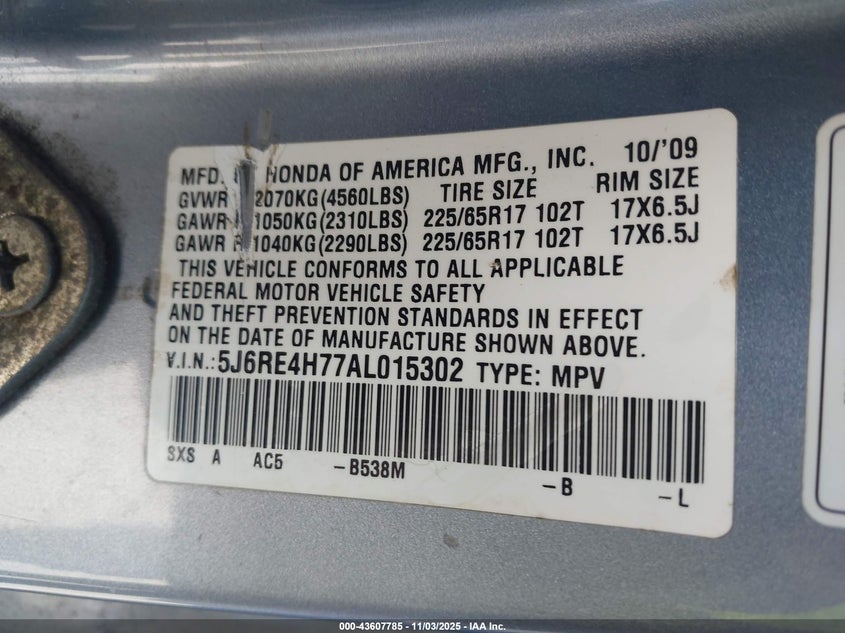 MFD. HONDA OF AMERICA MFG., INC. 10/'09
GVWR 2070KG(4560LBS) TIRE SIZE RIM SIZE
GAWR 1050KG(2310LBS) 225/65R17 102T 17X6.5J
GAWR R 1040KG(2290LBS) 225/65R17 102T 17X6.5J
THIS VEHICLE CONFORMS TO ALL APPLICABLE
FEDERAL MOTOR VEHICLE SAFETY
AND THEFT PREVENTION STANDARDS IN EFFECT
ON THE DATE OF MANUFACTURE SHOWN ABOVE.
V.I.N.: 5J6RE4H77AL015302 TYPE: MPV
SXS A AC5 -B538M -B -L
000-43607785 - 11/03/2025 - IAA Inc.